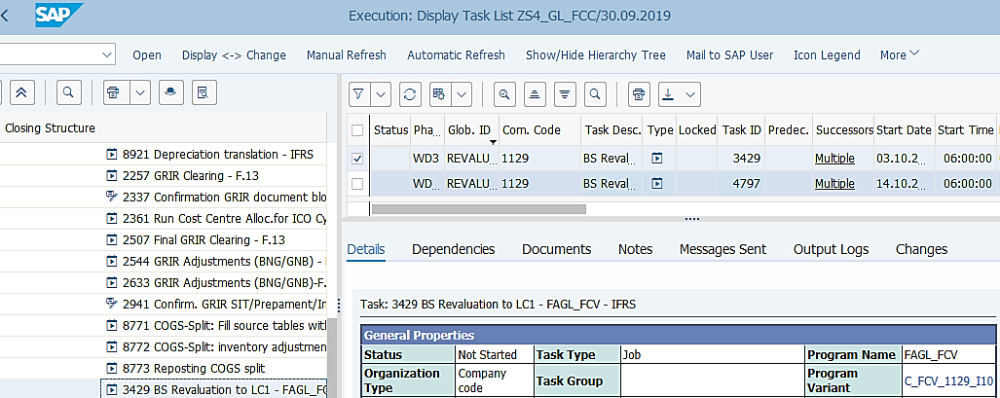 SAP
Execution: Display Task List ZS4_GL_FCC/30.09.2019
Open Display <-> Change Manual Refresh Automatic Refresh Show/Hide Hierarchy Tree Mail to SAP User Icon Legend More
Closing Structure
8921 Depreciation translation - IFRS
2257 GRIR Clearing - F.13
2337 Confirmation GRIR document blo
2361 Run Cost Centre Alloc.for ICO Cy
2507 Final GRIR Clearing - F.13
2544 GRIR Adjustments (BNG/GNB) -
2633 GRIR Adjustments (BNG/GNB)-F.
2941 Confirm. GRIR SIT/Prepament/In
8771 COGS-Split: Fill source tables with
8772 COGS-Split: inventory adjustmen
8773 Reposting COGS split
3429 BS Revaluation to LC1 - FAGL_FC
Status Pha... Glob. ID Com. Code Task Desc. Type Locked Task ID Predec. Successors Start Date Start Time
WD3 REVALU... 1129 BS Reval... 3429 Multiple 03.10.2... 06:00:00
WD... REVALU... 1129 BS Reval... 4797 Multiple 14.10.2... 06:00:00
Details Dependencies Documents Notes Messages Sent Output Logs Changes
Task: 3429 BS Revaluation to LC1 - FAGL_FCV - IFRS
General Properties
Status Not Started Task Type Job Program Name FAGL_FCV
Organization Type Company code Task Group Program Variant C_FCV_1129_I10